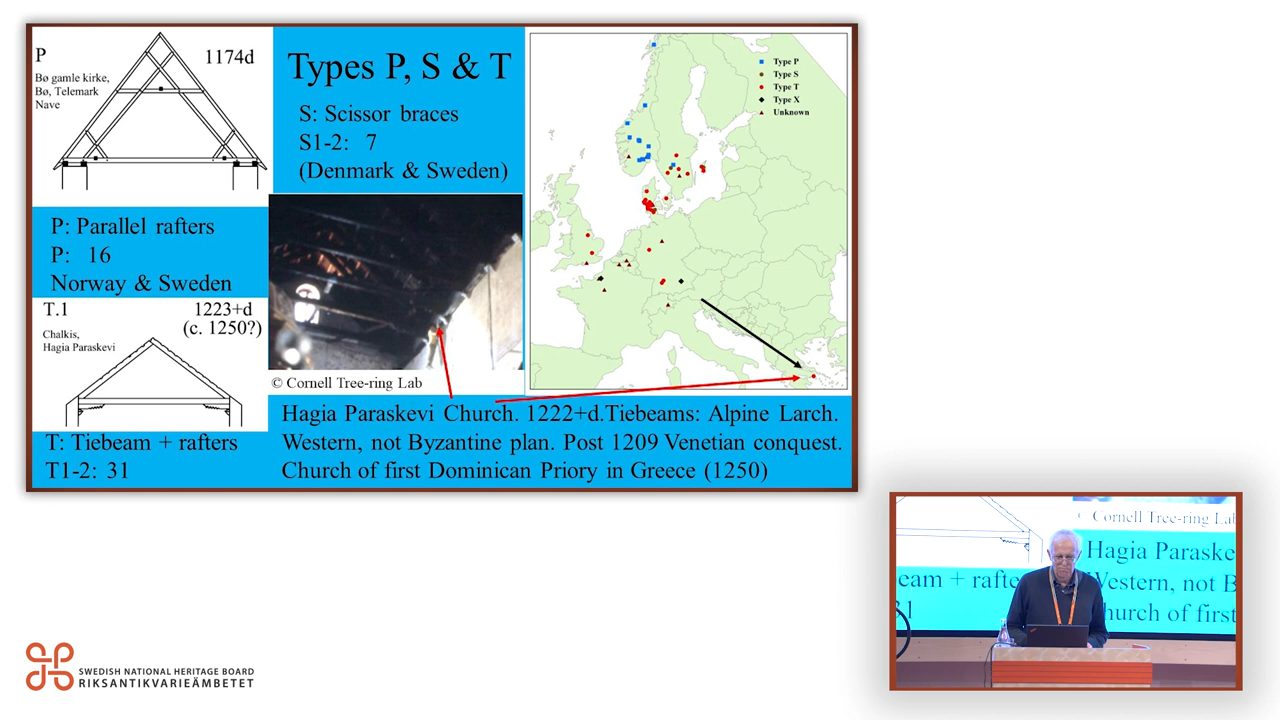 P
1174d
Bø gamle kirke,
Bø, Telemark
Nave
P: Parallel rafters
P: 16
Norway & Sweden
T.1
1223+d
(c. 1250?)
Chalkis,
Hagia Paraskevi
T: Tiebeam + rafters
T1-2: 31
Types P, S & T
S: Scissor braces
S1-2: 7
(Denmark & Sweden)
© Cornell Tree-ring Lab
Type P
Type S
Type T
Type X
Unknown
Hagia Paraskevi Church. 1222+d.Tiebeams: Alpine Larch.
Western, not Byzantine plan. Post 1209 Venetian conquest.
Church of first Dominican Priory in Greece (1250)
© Cornell Tree-ring Lab
Hagia Paraske
eam + rafte
Western, not B
31
hurch of first
SWEDISH NATIONAL HERITAGE BOARD
RIKSANTIKVARIEÄMBETET